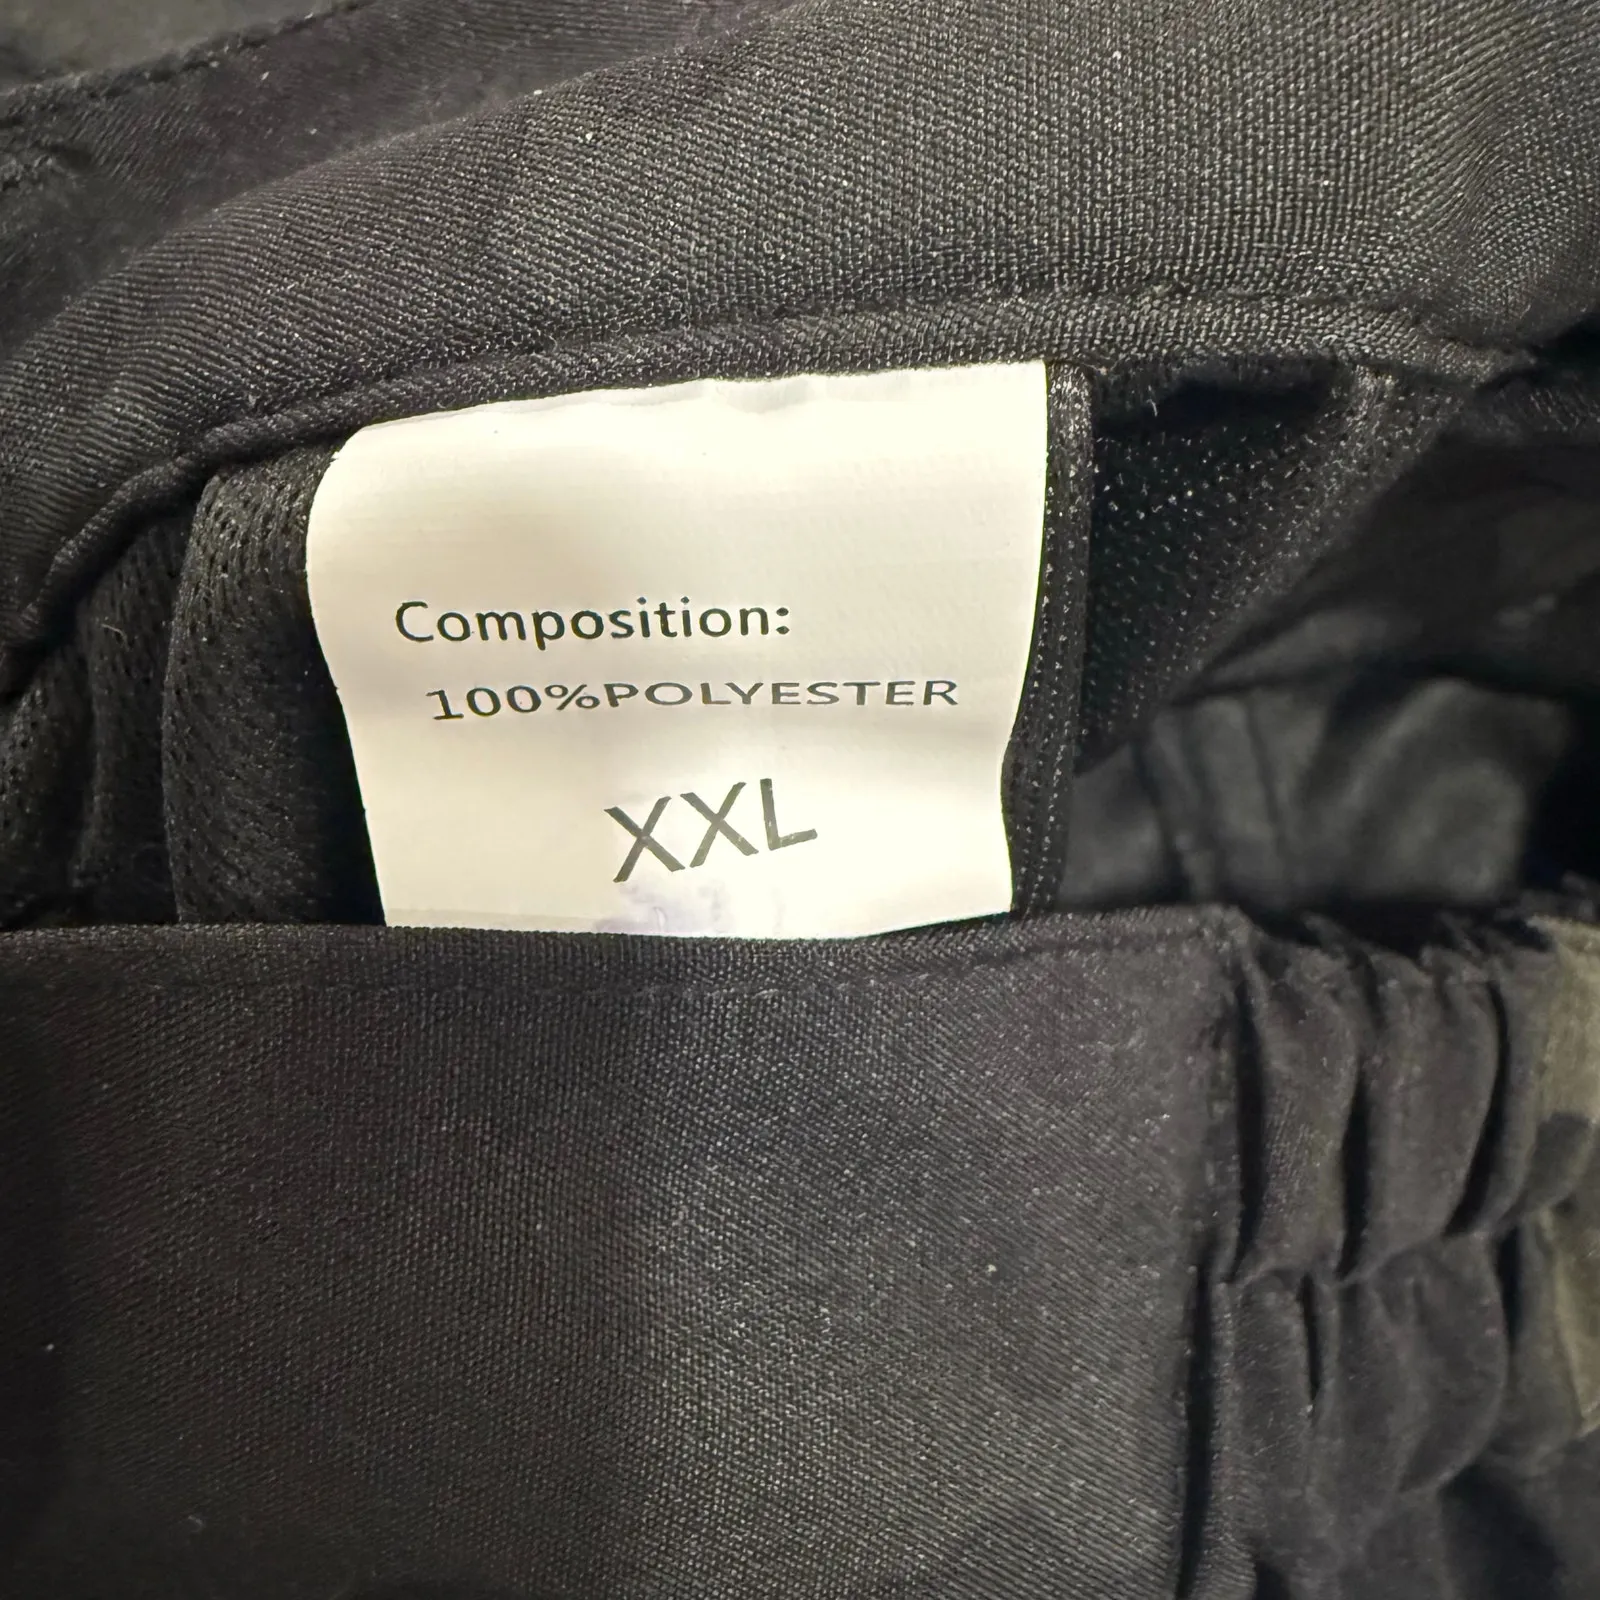 Composition:
100%POLYESTER
XXL